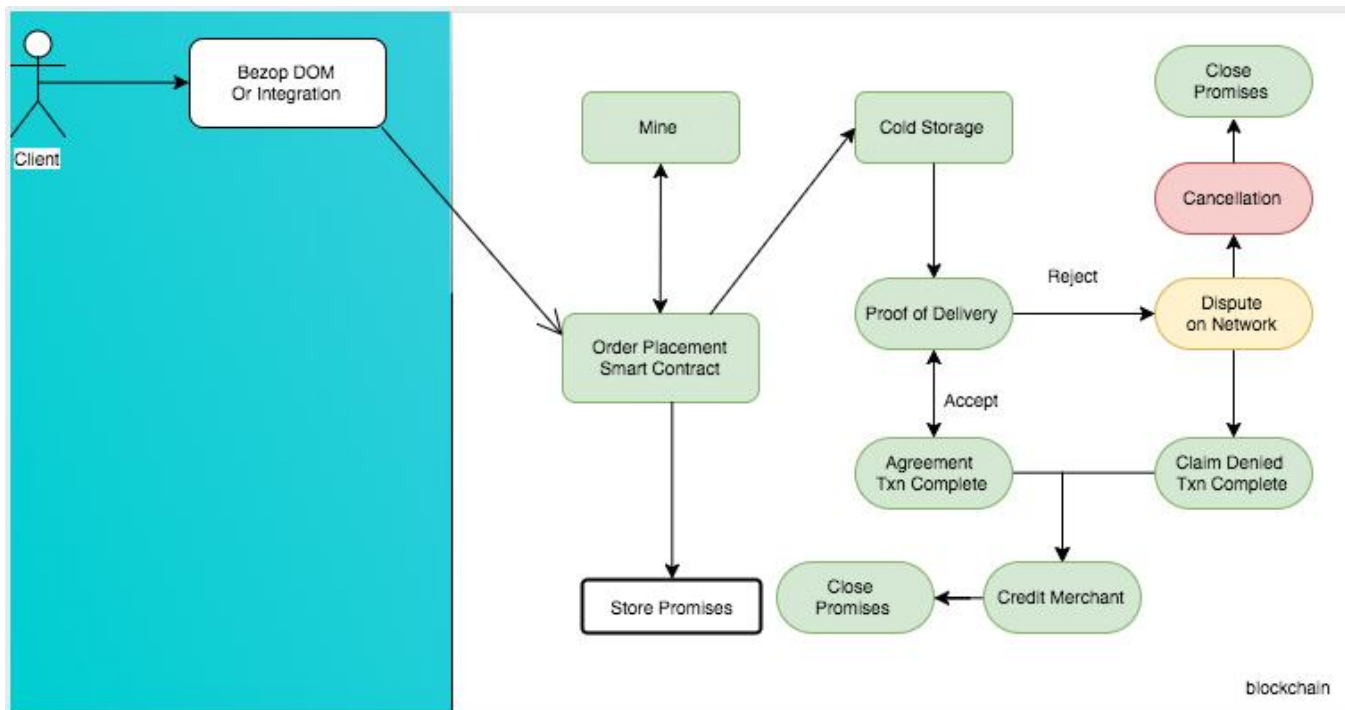 Client
Bezop DOM
Or Integration
Mine
Cold Storage
Close
Promises
Cancellation
Order Placement
Smart Contract
Proof of Delivery
Reject
Dispute
on Network
Accept
Agreement
Txn Complete
Claim Denied
Txn Complete
Store Promises
Close
Promises
Credit Merchant
blockchain